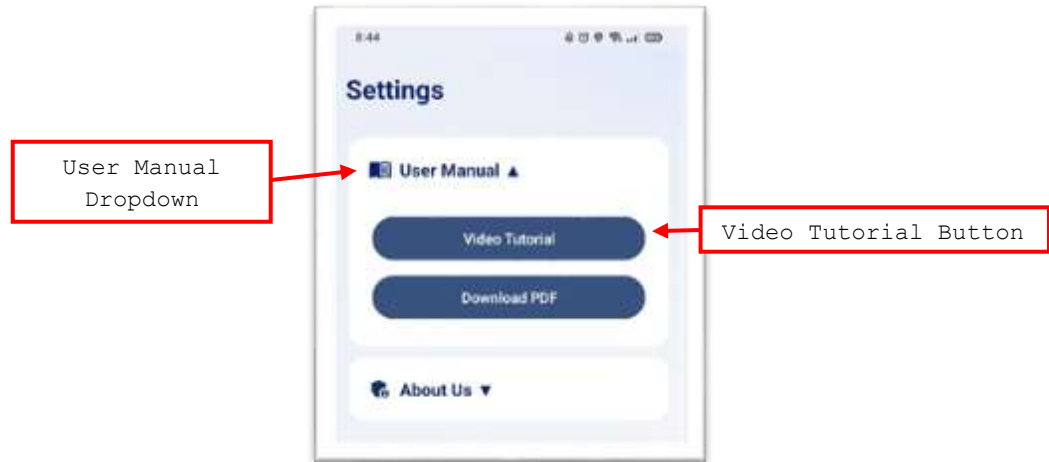 8:44
Settings
User Manual
Dropdown
User Manual ▲
Video Tutorial
Video Tutorial Button
Download PDF
About Us ▼